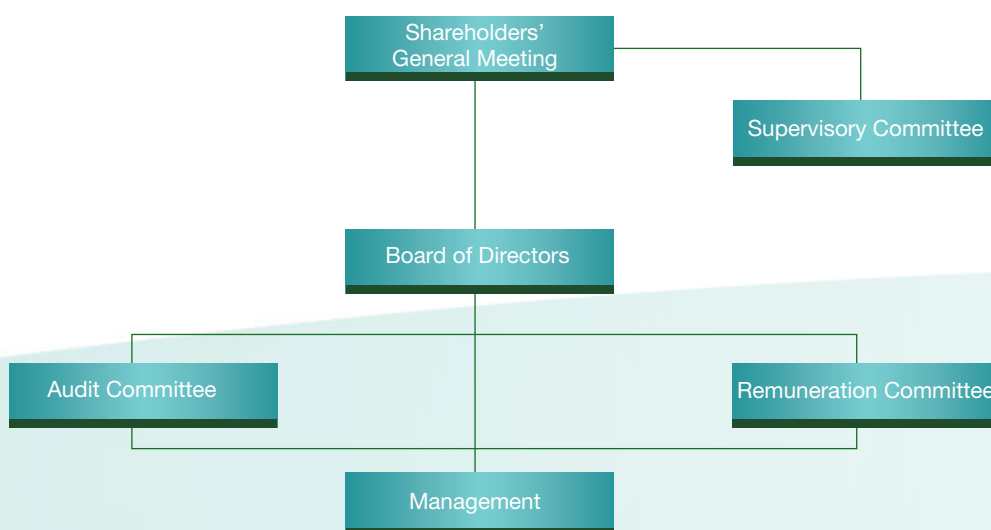 Shareholders’
General Meeting
Supervisory Committee
Board of Directors
Audit Committee
Remuneration Committee
Management